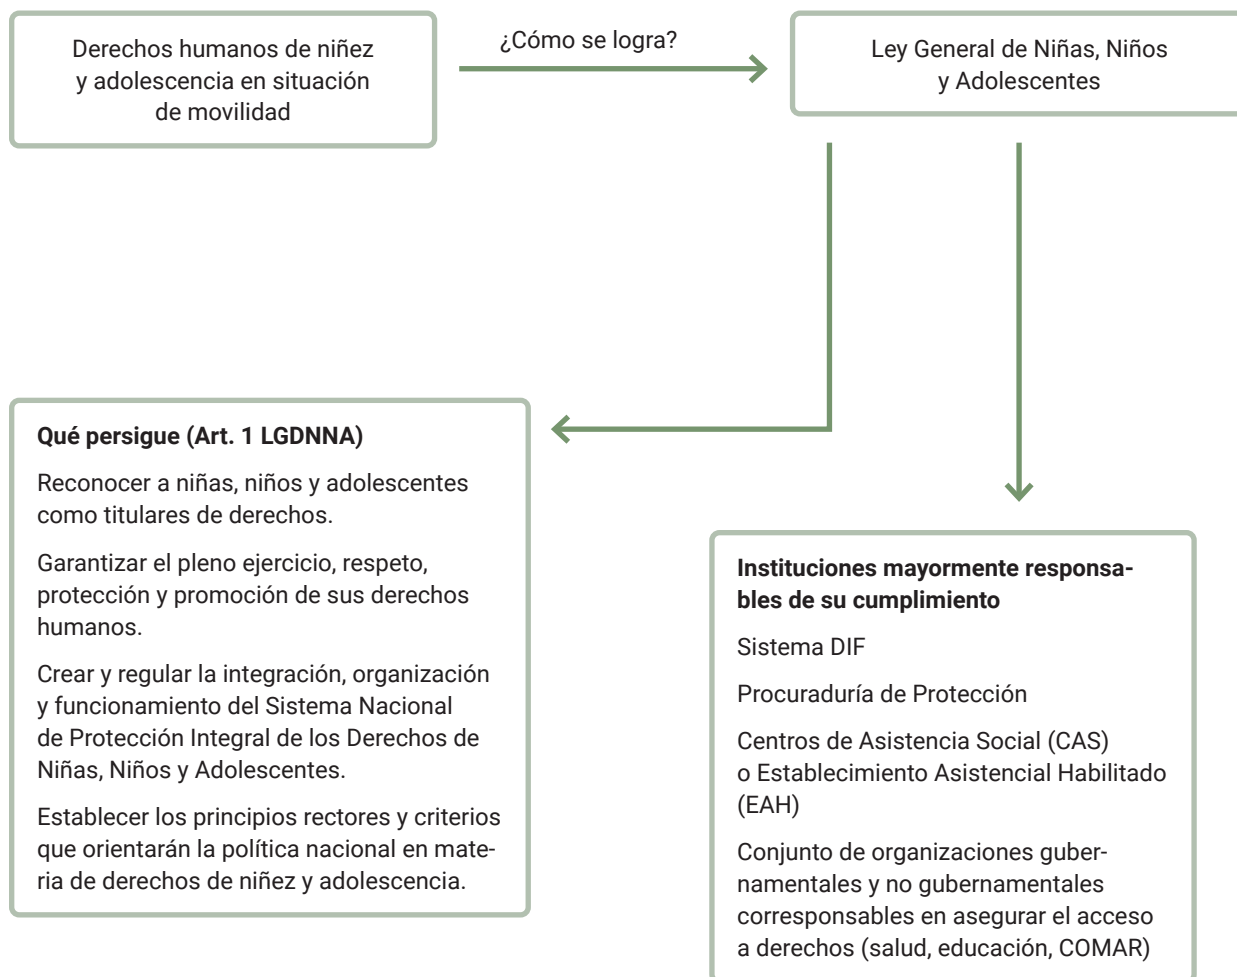 Derechos humanos de niñez
y adolescencia en situación
de movilidad
¿Cómo se logra?
Ley General de Niñas, Niños
y Adolescentes
Qué persigue (Art. 1 LGDNNA)
Reconocer a niñas, niños y adolescentes
como titulares de derechos.
Garantizar el pleno ejercicio, respeto,
protección y promoción de sus derechos
humanos.
Crear y regular la integración, organización
y funcionamiento del Sistema Nacional
de Protección Integral de los Derechos de
Niñas, Niños y Adolescentes.
Establecer los principios rectores y criterios
que orientarán la política nacional en mate-
ria de derechos de niñez y adolescencia.
Instituciones mayormente responsa-
bles de su cumplimiento
Sistema DIF
Procuraduría de Protección
Centros de Asistencia Social (CAS)
o Establecimiento Asistencial Habilitado
(EAH)
Conjunto de organizaciones guber-
namentales y no gubernamentales
corresponsables en asegurar el acceso
a derechos (salud, educación, COMAR)